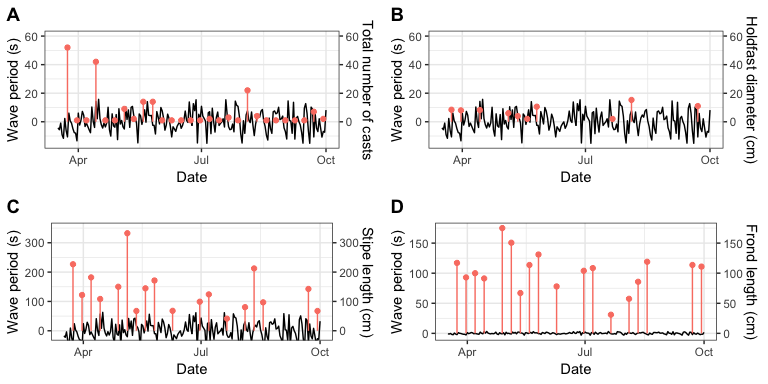 A
B
Wave period (s)
60
40
20
0
60
40
20
0
Total number of casts
Apr
Jul
Oct
Date
Wave period (s)
60
40
20
0
60
40
20
0
Holdfast diameter (cm)
Apr
Jul
Oct
Date
C
D
Wave period (s)
300
200
100
0
300
200
100
0
Stipe length (cm)
Apr
Jul
Oct
Date
Wave period (s)
150
100
50
0
150
100
50
0
Frond length (cm)
Apr
Jul
Oct
Date